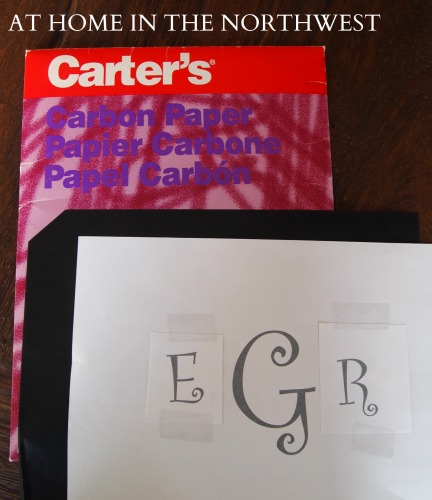 AT HOME IN THE NORTHWEST
Carter's®
Carbon Paper
Papier Carbone
Papel Carbón
E G R